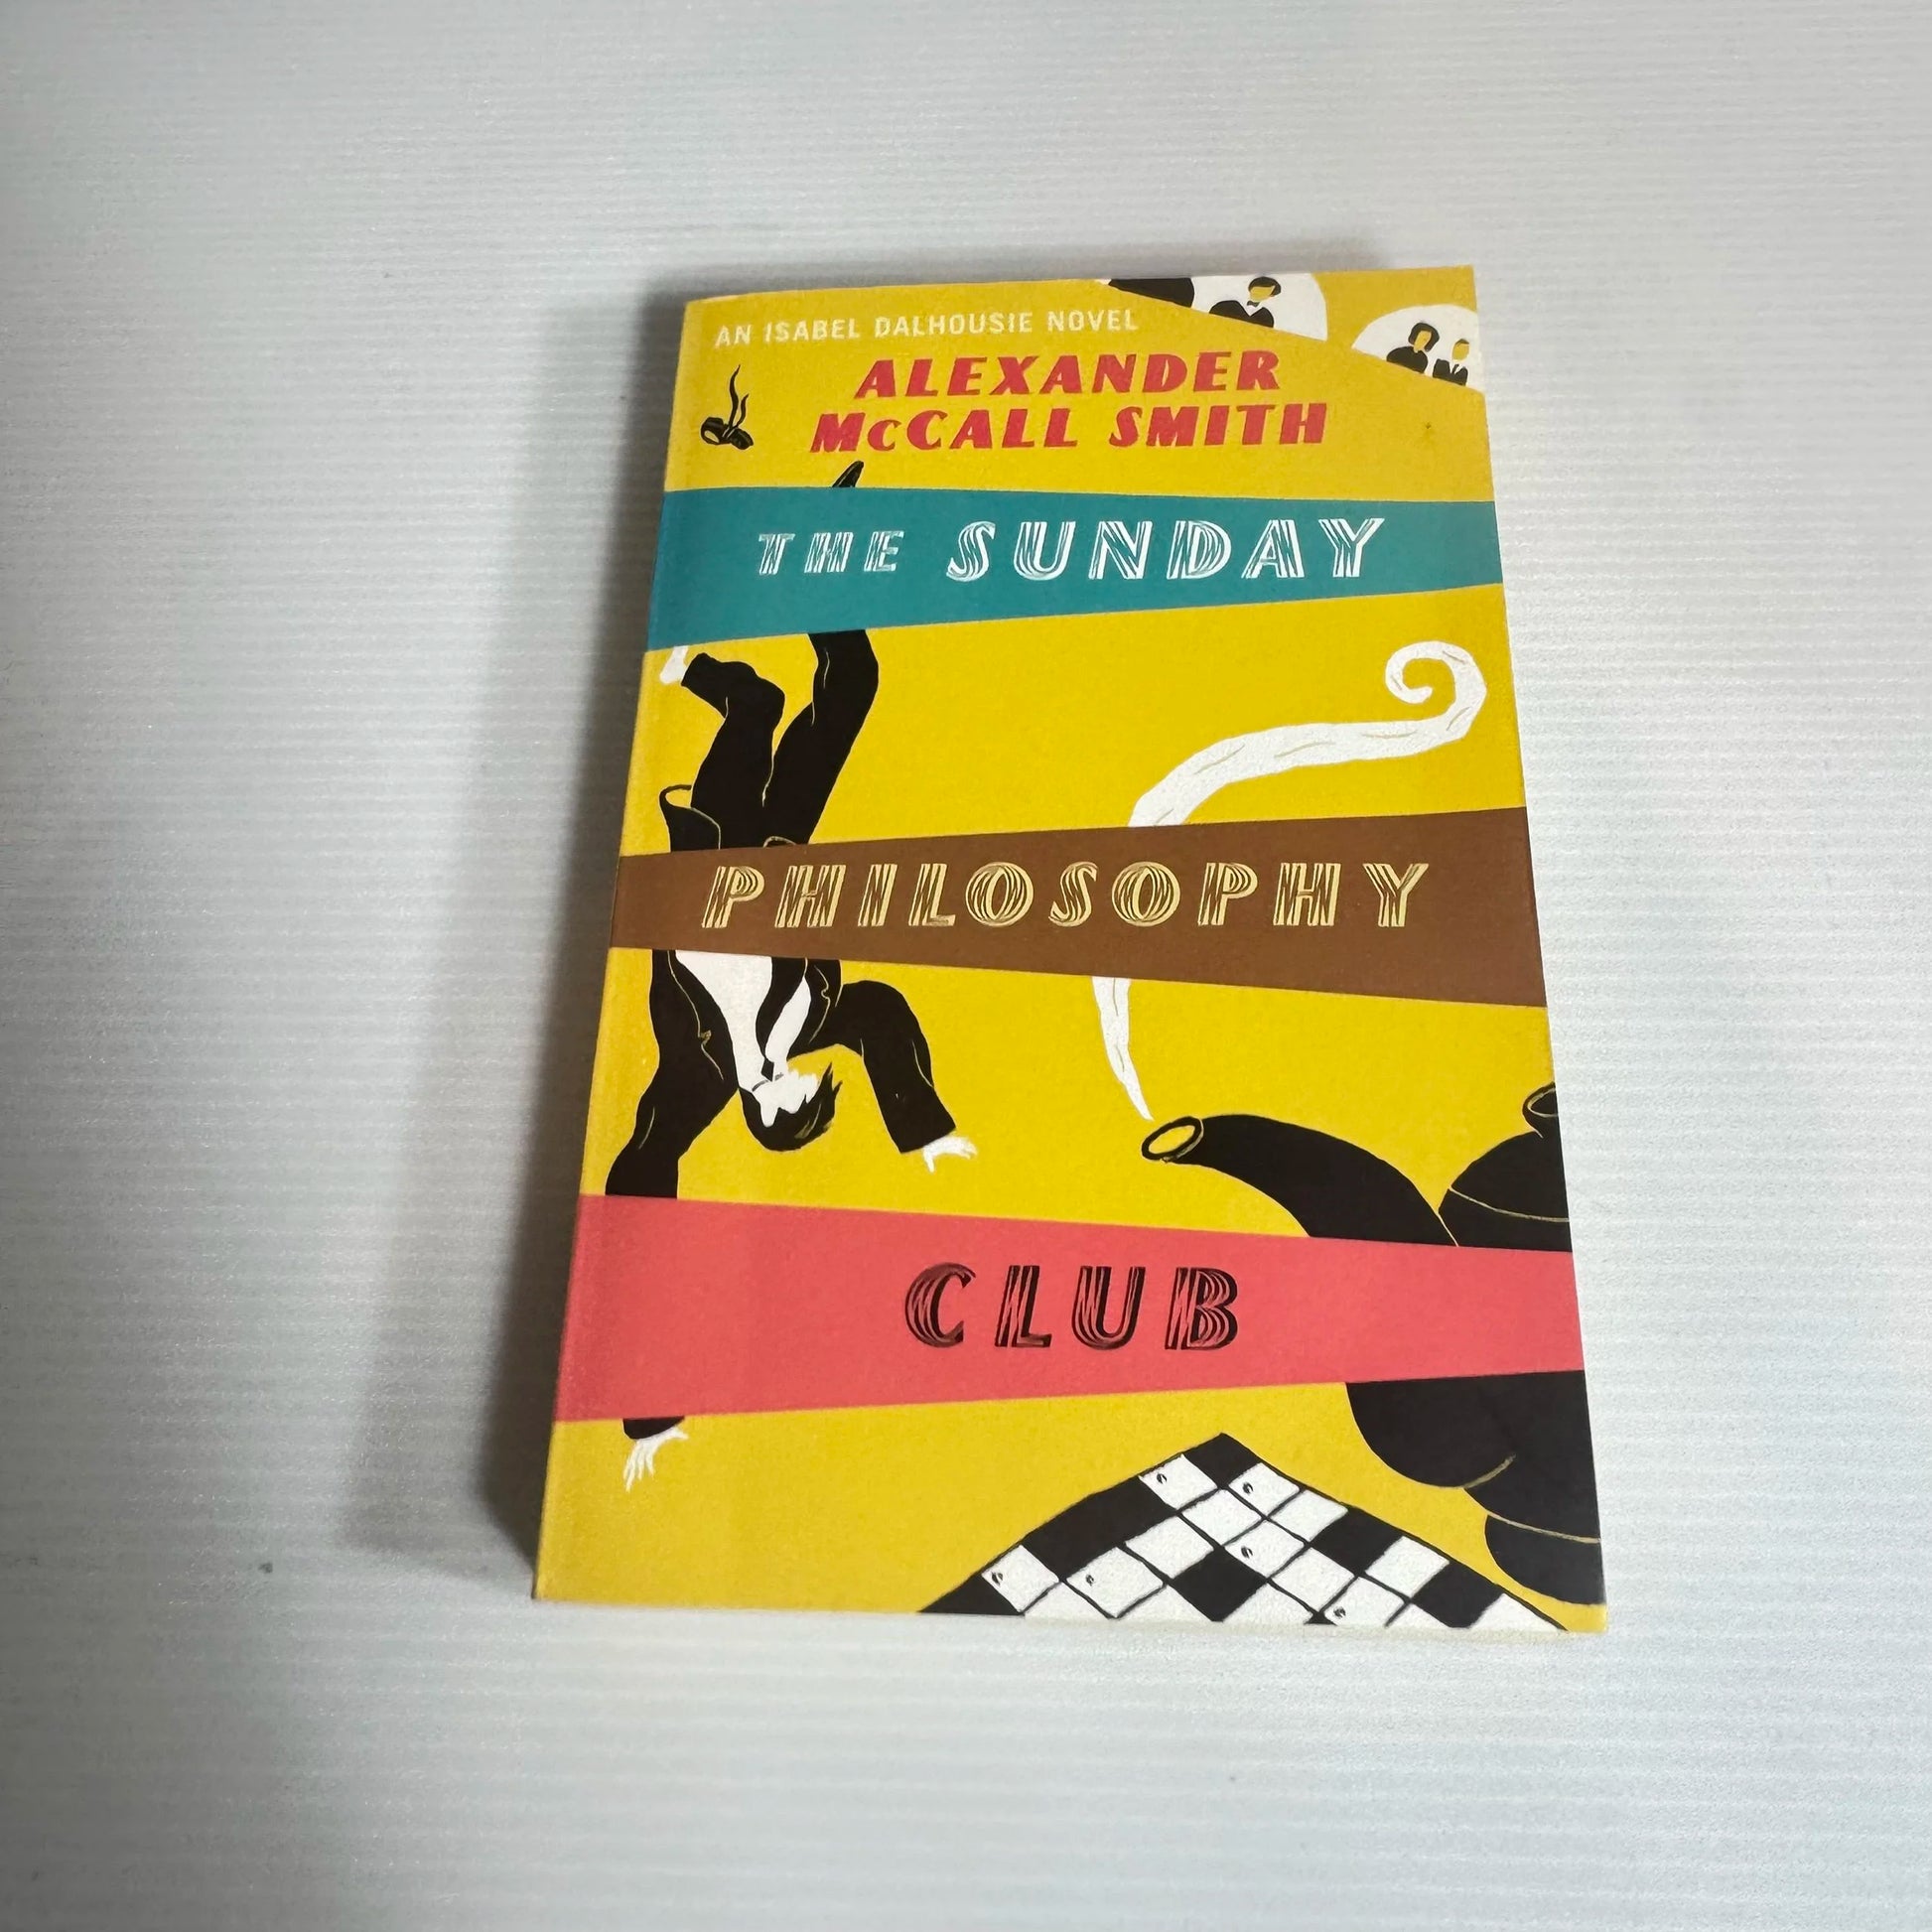 AN ISABEL DALHOUSIE NOVEL
ALEXANDER
McCALL SMITH
THE SUNDAY
PHILOSOPHY
CLUB